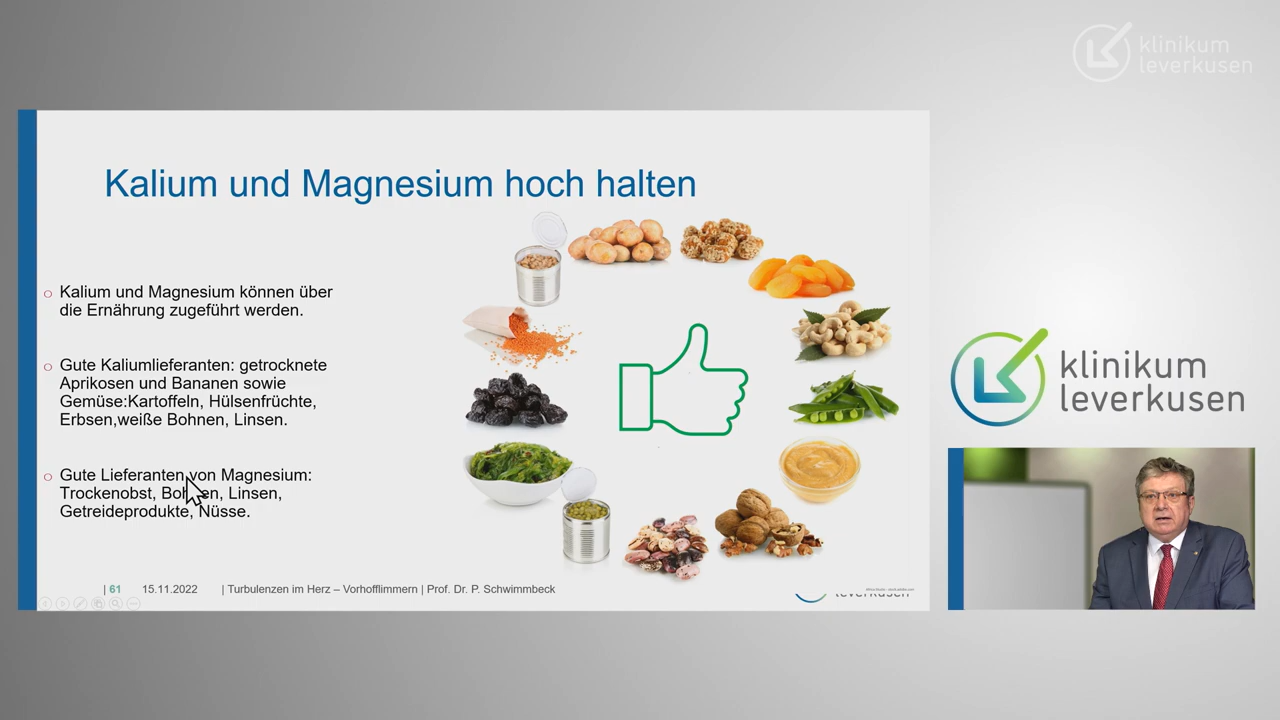 klinikum
leverkusen
Kalium und Magnesium hoch halten
Kalium und Magnesium können über
die Ernährung zugeführt werden.
Gute Kaliumlieferanten: getrocknete
Aprikosen und Bananen sowie
Gemüse:Kartoffeln, Hülsenfrüchte,
Erbsen,weiße Bohnen, Linsen.
Gute Lieferanten von Magnesium:
Trockenobst, Bohnen, Linsen,
Getreideprodukte, Nüsse.
| 61 15.11.2022 | Turbulenzen im Herz – Vorhofflimmern | Prof. Dr. P. Schwimmbeck
leverkusen
klinikum
leverkusen